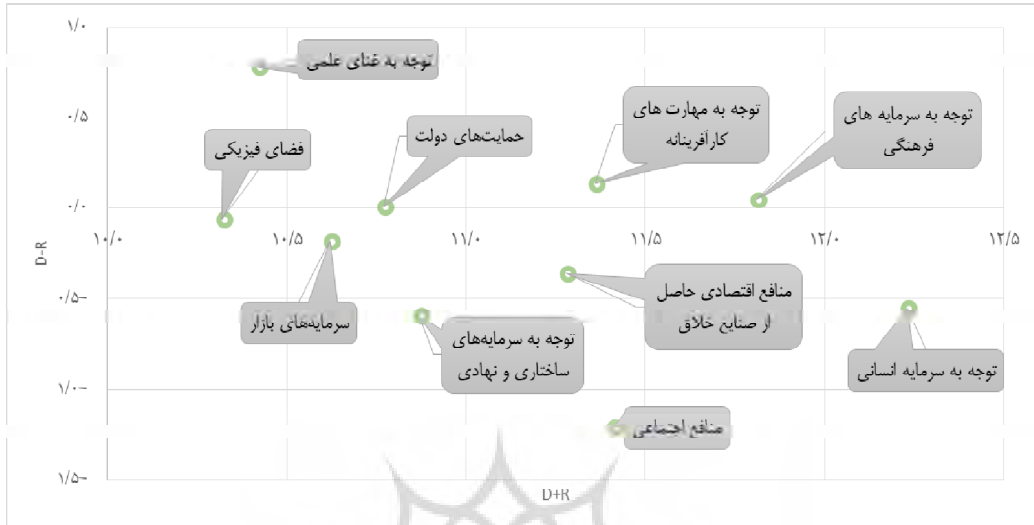 ۱/۰
توجه به غنای علمی
۰/۵
توجه به مهارت های
کارآفرینانه
توجه به سرمایه های
فرهنگی
حمایت‌های دولت
فضای فیزیکی
۰/۰
۱۰/۰
۱۰/۵
۱۱/۰
۱۱/۵
۱۲/۰
۱۲/۵
D-R
منافع اقتصادی حاصل
از صنایع خلاق
-۰/۵
سرمایه‌های بازار
توجه به سرمایه‌های
ساختاری و نهادی
توجه به سرمایه انسانی
-۱/۰
منافع اجتماعی
-۱/۵
D+R